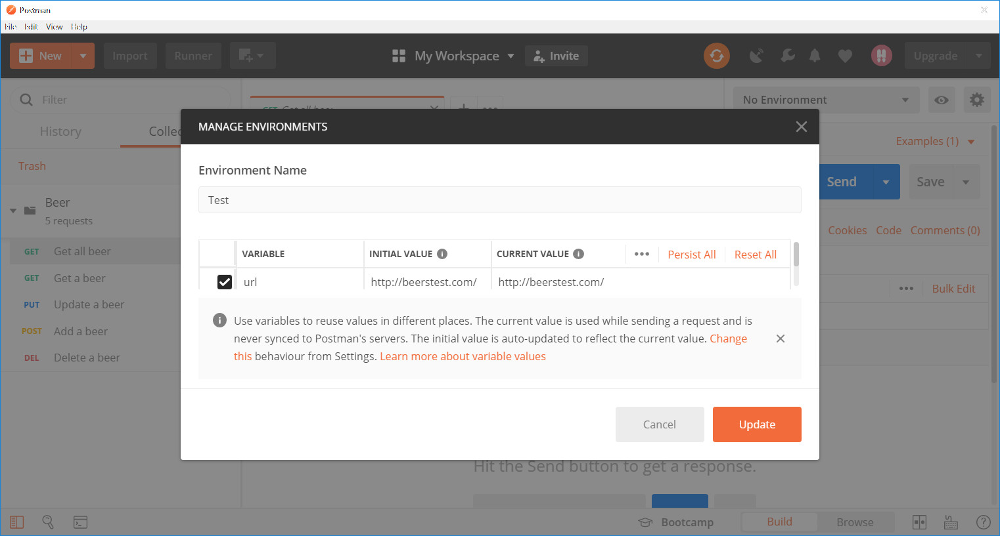 Postman
File Edit View Help
New Import Runner My Workspace Invite Upgrade
Filter
History
Collec
Trash
Beer
5 requests
GET Get all beer
GET Get a beer
PUT Update a beer
POST Add a beer
DEL Delete a beer
GET Get all beer
No Environment
Examples (1)
Send Save
Cookies Code Comments (0)
Bulk Edit
MANAGE ENVIRONMENTS
Environment Name
Test
VARIABLE INITIAL VALUE CURRENT VALUE Persist All Reset All
url http://beerstest.com/ http://beerstest.com/
Use variables to reuse values in different places. The current value is used while sending a request and is
never synced to Postman's servers. The initial value is auto-updated to reflect the current value. Change
this behaviour from Settings. Learn more about variable values
Cancel Update
Hit the Send button to get a response.
Bootcamp Build Browse